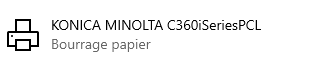 KONICA MINOLTA C360iSeriesPCL
Bourrage papier